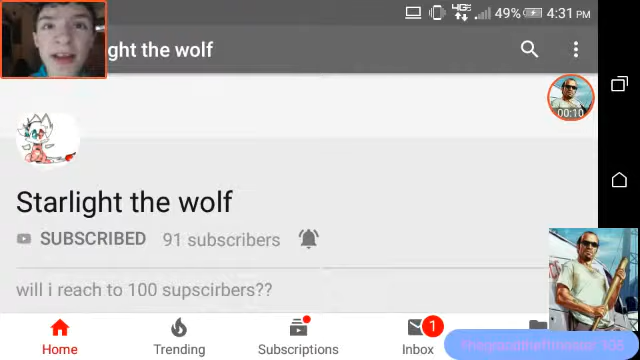 4G LTE 49% 4:31 PM
ght the wolf
00:10
Starlight the wolf
SUBSCRIBED 91 subscribers
will i reach to 100 supscirbers??
1
Home Trending Subscriptions Inbox